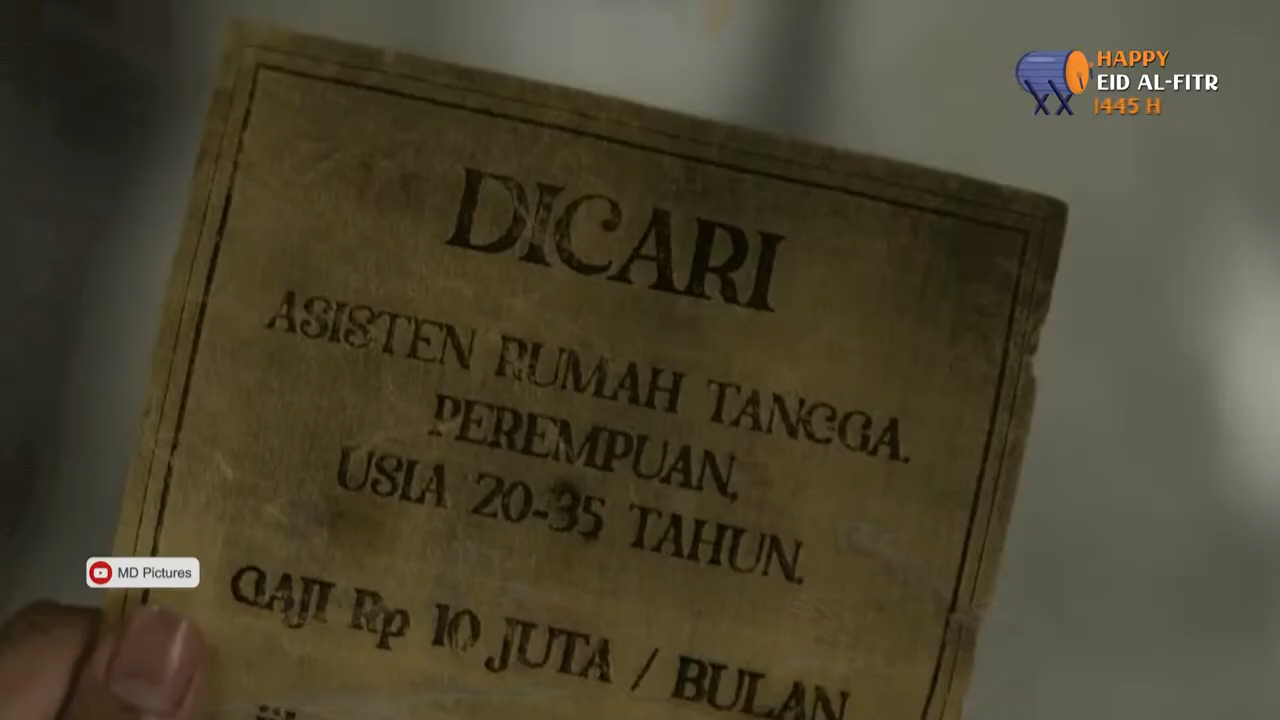 HAPPY
EID AL-FITR
1445 H
DICARI
ASISTEN RUMAH TANGGA.
PEREMPUAN,
USIA 20-35 TAHUN.
GAJI Rp 10 JUTA / BULAN
MD Pictures